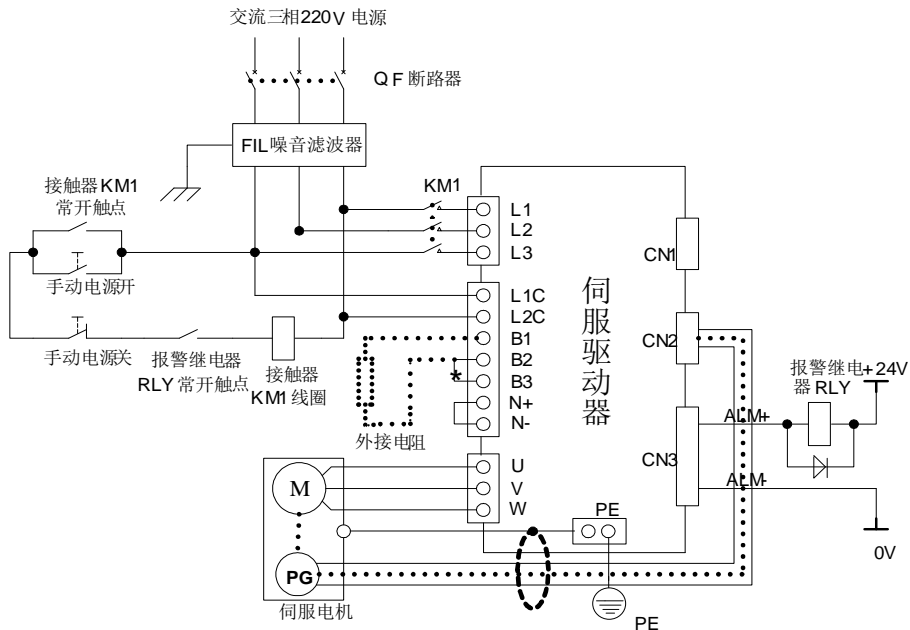 交流三相220V 电源
QF 断路器
FIL噪音滤波器
接触器KM1
常开触点
KM1
手动电源开
手动电源关
报警继电器
RLY 常开触点
接触器
KM1 线圈
外接电阻
L1
L2
L3
L1C
L2C
B1
B2
*
B3
N+
N-
U
V
W
伺服驱动器
CN1
CN2
CN3
报警继电
器RLY
+24V
ALM+
ALM-
0V
M
PG
伺服电机
PE
PE